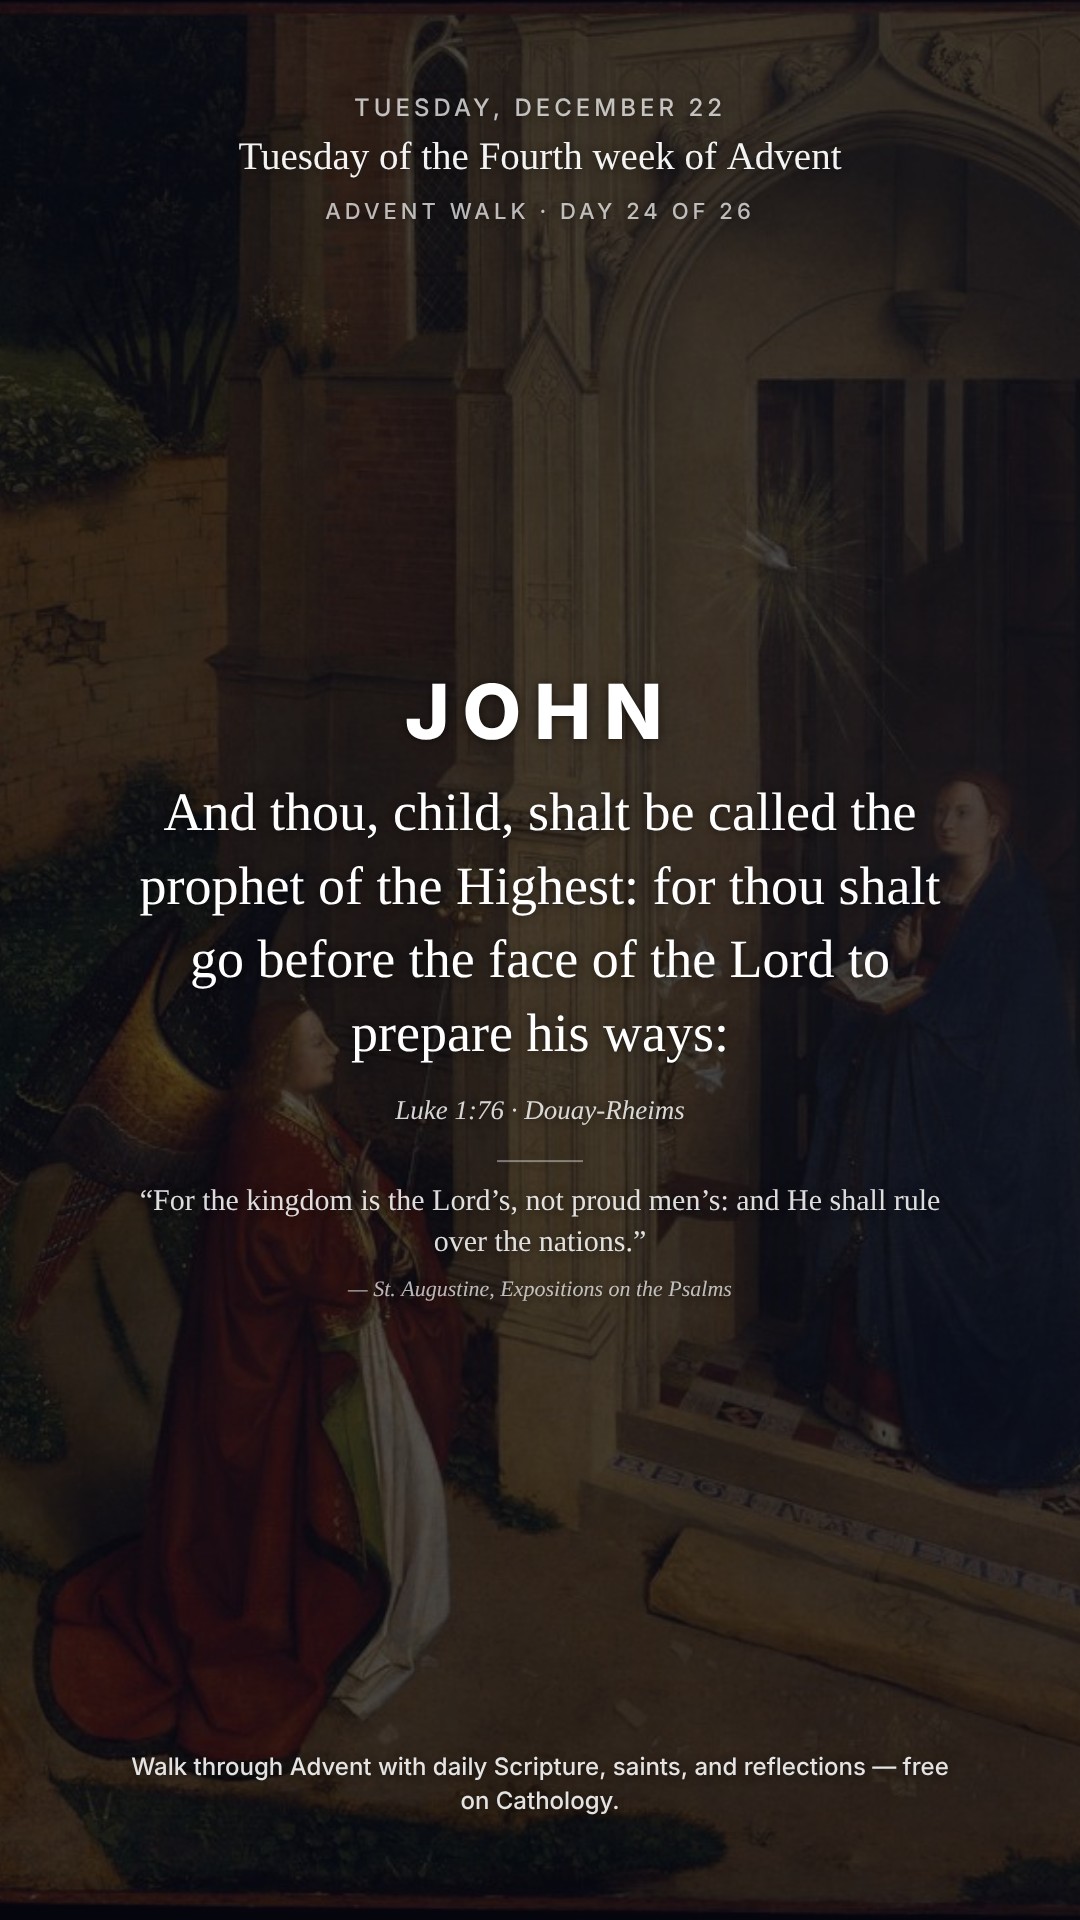 TUESDAY, DECEMBER 22
Tuesday of the Fourth week of Advent
ADVENT WALK · DAY 24 OF 26
JOHN
And thou, child, shalt be called the
prophet of the Highest: for thou shalt
go before the face of the Lord to
prepare his ways:
Luke 1:76 · Douay-Rheims
“For the kingdom is the Lord’s, not proud men’s: and He shall rule
over the nations.”
— St. Augustine, Expositions on the Psalms
Walk through Advent with daily Scripture, saints, and reflections — free
on Cathology.